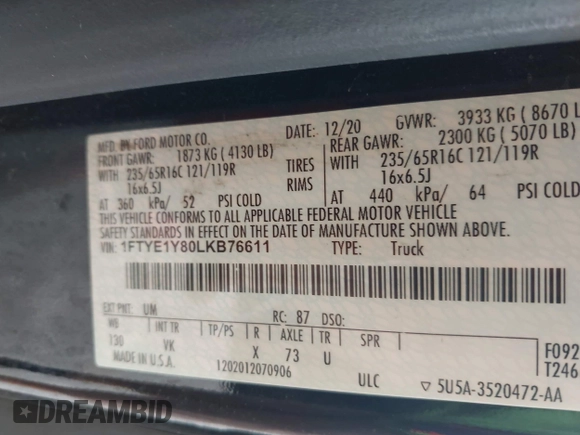 MFD. BY FORD MOTOR CO.
DATE: 12/20
GVWR: 3933 KG ( 8670 L
FRONT GAWR: 1873 KG ( 4130 LB)
REAR GAWR: 2300 KG ( 5070 LB)
WITH 235/65R16C 121/119R
TIRES
WITH 235/65R16C 121/119R
16x6.5J
RIMS
16x6.5J
AT 360 kPa/ 52 PSI COLD
AT 440 kPa/ 64 PSI COLD
THIS VEHICLE CONFORMS TO ALL APPLICABLE FEDERAL MOTOR VEHICLE
SAFETY STANDARDS IN EFFECT ON THE DATE OF MANUFACTURE SHOWN ABOVE.
VIN: 1FTYE1Y80LKB76611
TYPE: Truck
EXT PNT: UM
RC: 87 DSO:
WB INT TR TP/PS R AXLE TR SPR
130 VK X 73 U
F092
T246
MADE IN U.S.A.
1202012070906
ULC
▽ 5U5A-3520472-AA
DREAMBID